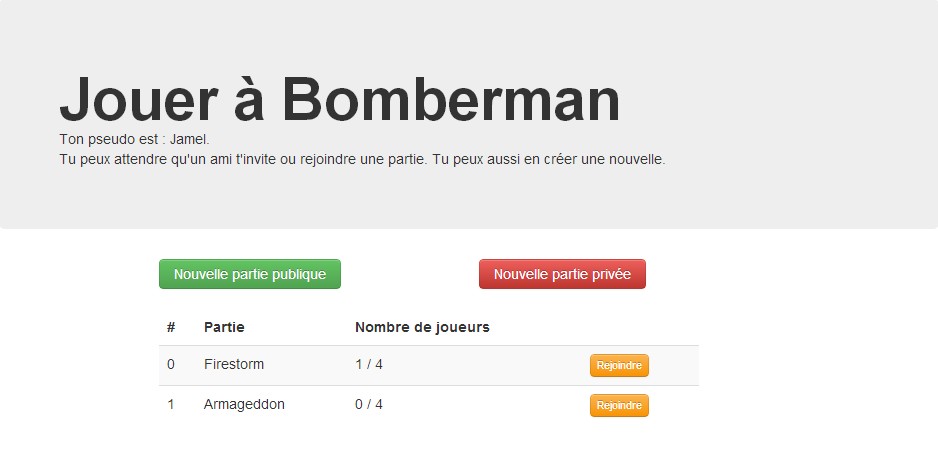 Jouer à Bomberman
Ton pseudo est : Jamel.
Tu peux attendre qu'un ami t'invite ou rejoindre une partie. Tu peux aussi en créer une nouvelle.
Nouvelle partie publique
Nouvelle partie privée
# Partie Nombre de joueurs
0 Firestorm 1 / 4 Rejoindre
1 Armageddon 0 / 4 Rejoindre